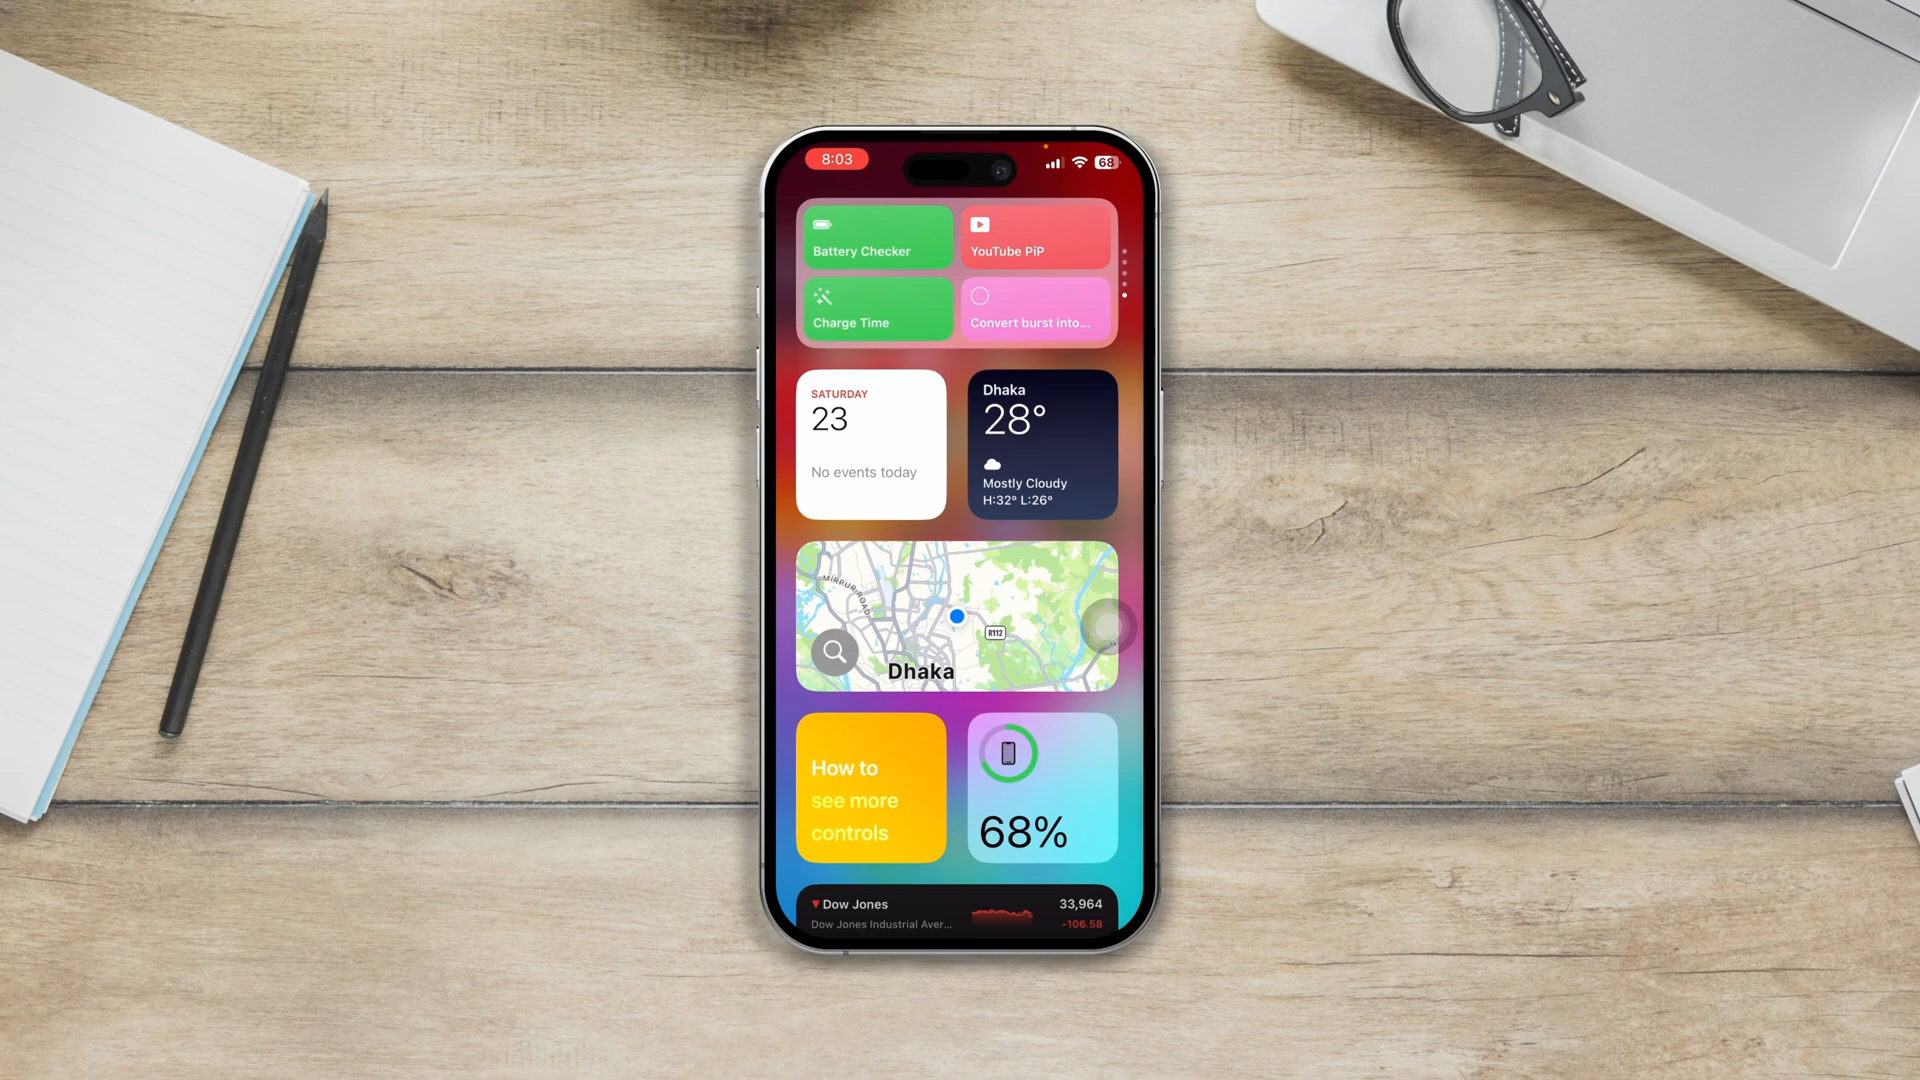 8:03
68
Battery Checker
YouTube PiP
Charge Time
Convert burst into...
SATURDAY
23
No events today
Dhaka
28°
Mostly Cloudy
H:32° L:26°
MIRPUR ROAD
R112
Dhaka
How to
see more
controls
68%
Dow Jones
33,964
Dow Jones Industrial Aver...
-106.58